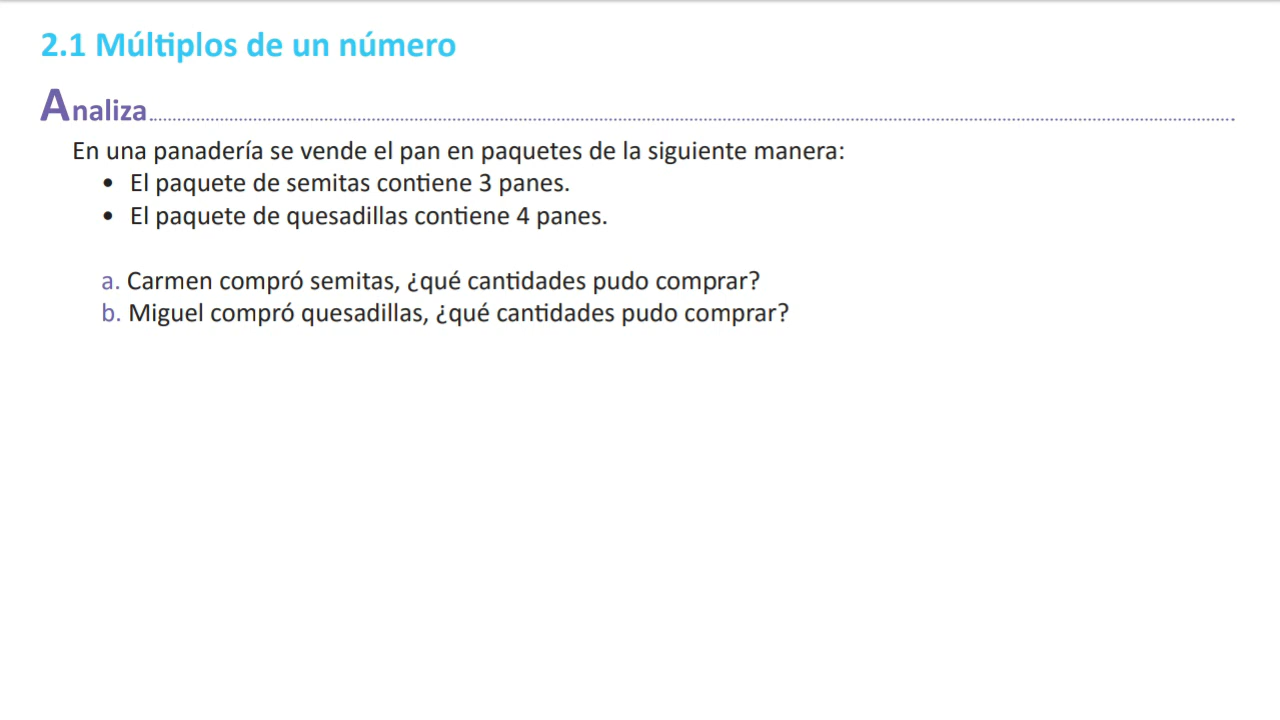 2.1 Múltiplos de un número
Analiza
En una panadería se vende el pan en paquetes de la siguiente manera:
• El paquete de semitas contiene 3 panes.
• El paquete de quesadillas contiene 4 panes.
a. Carmen compró semitas, ¿qué cantidades pudo comprar?
b. Miguel compró quesadillas, ¿qué cantidades pudo comprar?